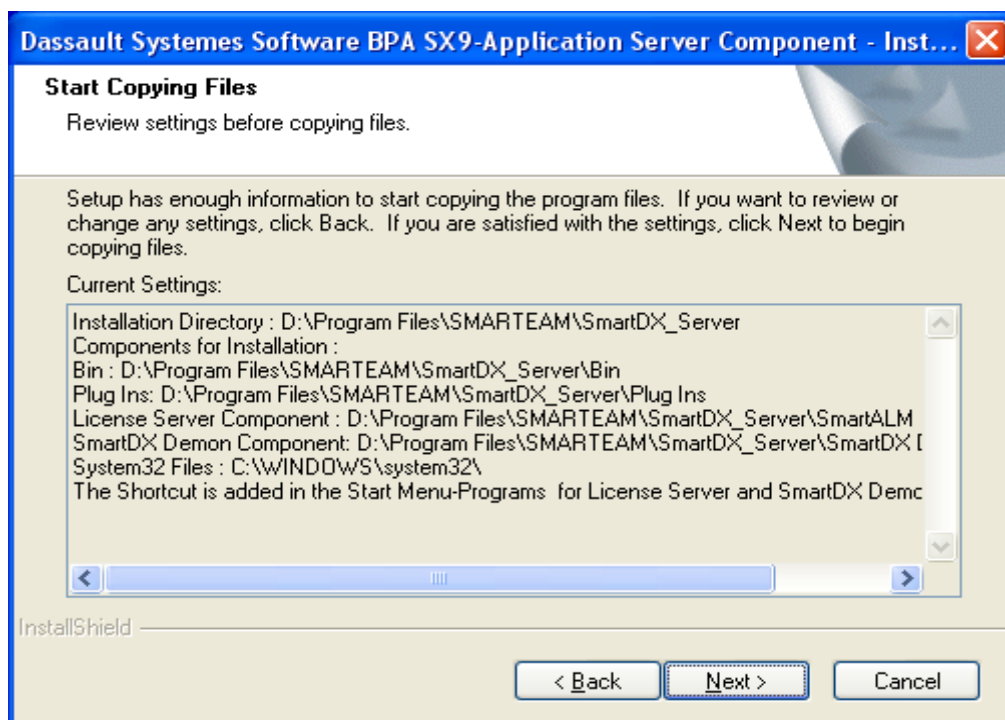 Dassault Systemes Software BPA SX9-Application Server Component - Inst...
Start Copying Files
Review settings before copying files.
Setup has enough information to start copying the program files.  If you want to review or
change any settings, click Back.  If you are satisfied with the settings, click Next to begin
copying files.
Current Settings:
Installation Directory : D:\Program Files\SMARTEAM\SmartDX_Server
Components for Installation :
Bin : D:\Program Files\SMARTEAM\SmartDX_Server\Bin
Plug Ins: D:\Program Files\SMARTEAM\SmartDX_Server\Plug Ins
License Server Component : D:\Program Files\SMARTEAM\SmartDX_Server\SmartALM
SmartDX Demon Component: D:\Program Files\SMARTEAM\SmartDX_Server\SmartDX
System32 Files : C:\WINDOWS\system32\
The Shortcut is added in the Start Menu-Programs  for License Server and SmartDX Demo
InstallShield
< Back
Next >
Cancel